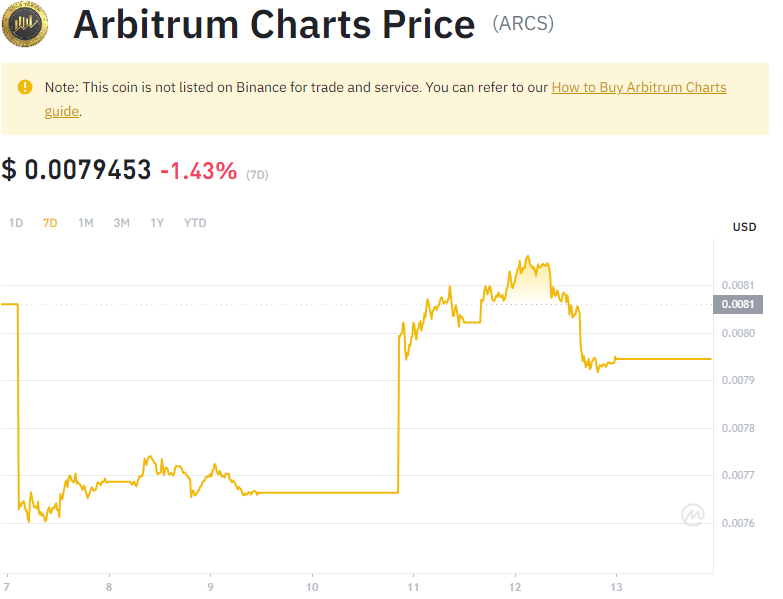 Arbitrum Charts Price (ARCS)
Note: This coin is not listed on Binance for trade and service. You can refer to our How to Buy Arbitrum Charts
guide.
$ 0.0079453 -1.43% (7D)
1D 7D 1M 3M 1Y YTD
USD
0.0081
0.0081
0.0080
0.0079
0.0078
0.0077
0.0076
7 8 9 10 11 12 13